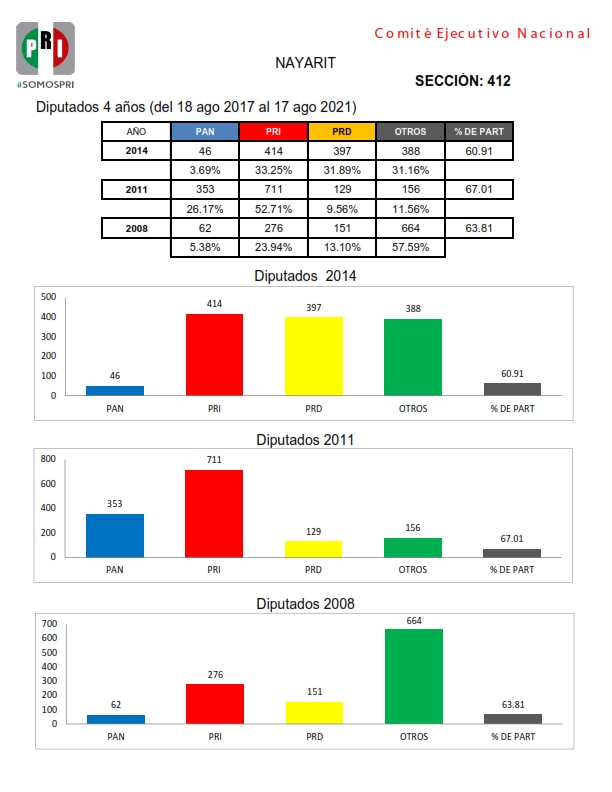 Comité Ejecutivo Nacional
PRI
#SOMOSPRI
NAYARIT
SECCIÓN: 412
Diputados 4 años (del 18 ago 2017 al 17 ago 2021)
AÑO PAN PRI PRD OTROS % DE PART
2014 46 414 397 388 60.91
3.69% 33.25% 31.89% 31.16%
2011 353 711 129 156 67.01
26.17% 52.71% 9.56% 11.56%
2008 62 276 151 664 63.81
5.38% 23.94% 13.10% 57.59%
Diputados 2014
500
400
300
200
100
0
46 414 397 388 60.91
PAN PRI PRD OTROS % DE PART
Diputados 2011
800
600
400
200
0
353 711 129 156 67.01
PAN PRI PRD OTROS % DE PART
Diputados 2008
700
600
500
400
300
200
100
0
62 276 151 664 63.81
PAN PRI PRD OTROS % DE PART